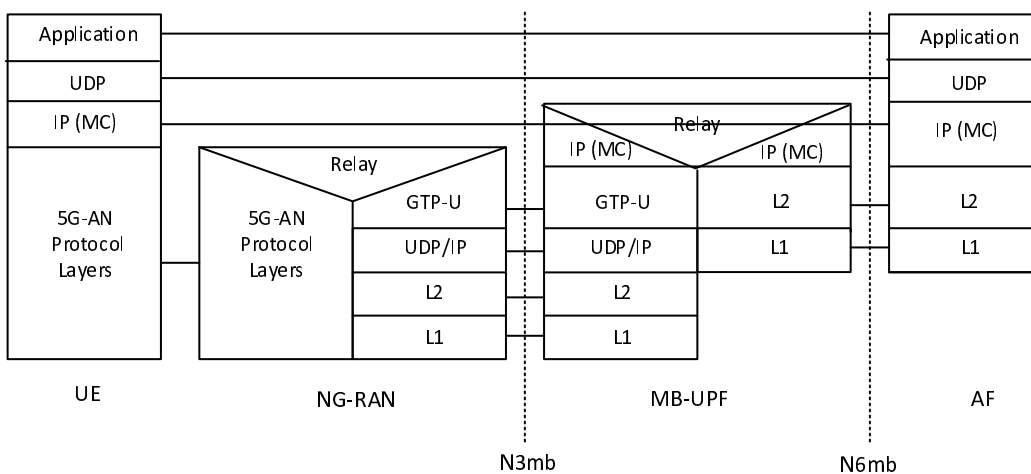 Application
UDP
IP (MC)
5G-AN
Protocol
Layers
UE
Relay
5G-AN
Protocol
Layers
GTP-U
UDP/IP
L2
L1
NG-RAN
N3mb
Relay
IP (MC)
IP (MC)
GTP-U
UDP/IP
L2
L1
L2
L1
MB-UPF
N6mb
Application
UDP
IP (MC)
L2
L1
AF